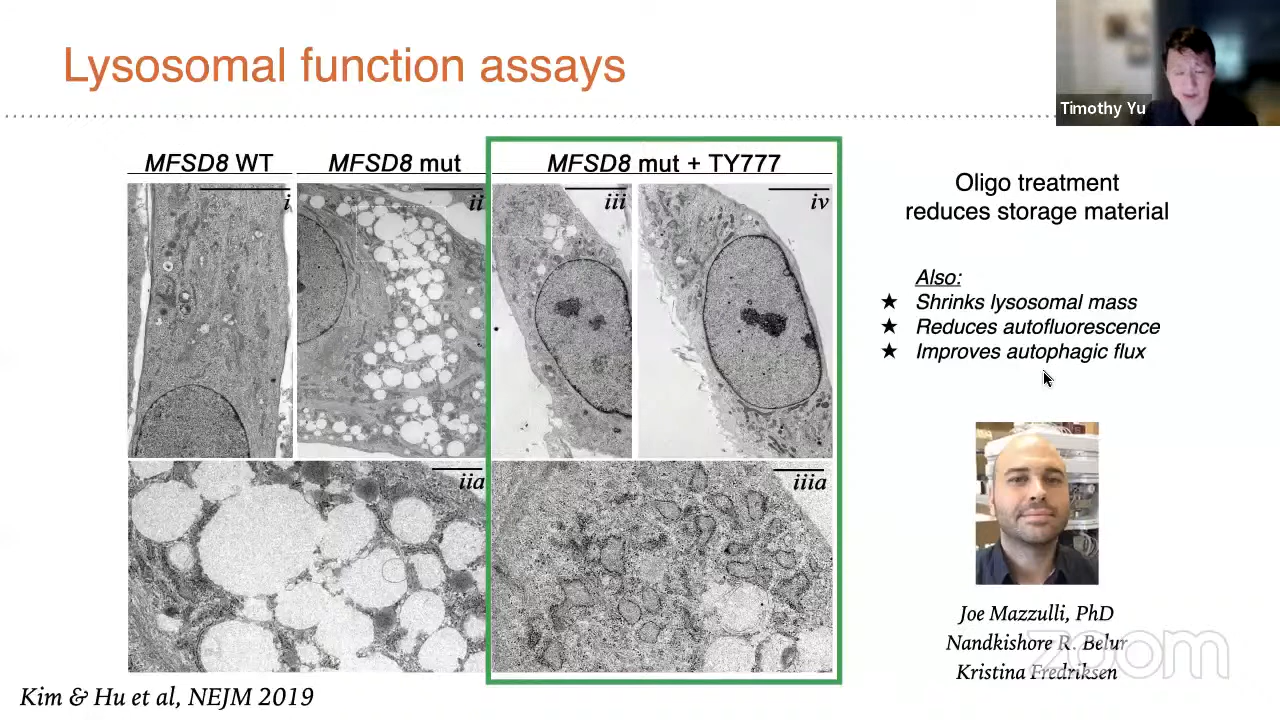 Lysosomal function assays
Timothy Yu
MFSD8 WT
MFSD8 mut
MFSD8 mut + TY777
i
ii
iii
iv
iia
iiia
Oligo treatment
reduces storage material
Also:
★ Shrinks lysosomal mass
★ Reduces autofluorescence
★ Improves autophagic flux
Joe Mazzulli, PhD
Nandkishore R. Belur
Kristina Fredriksen
zoom
Kim & Hu et al, NEJM 2019